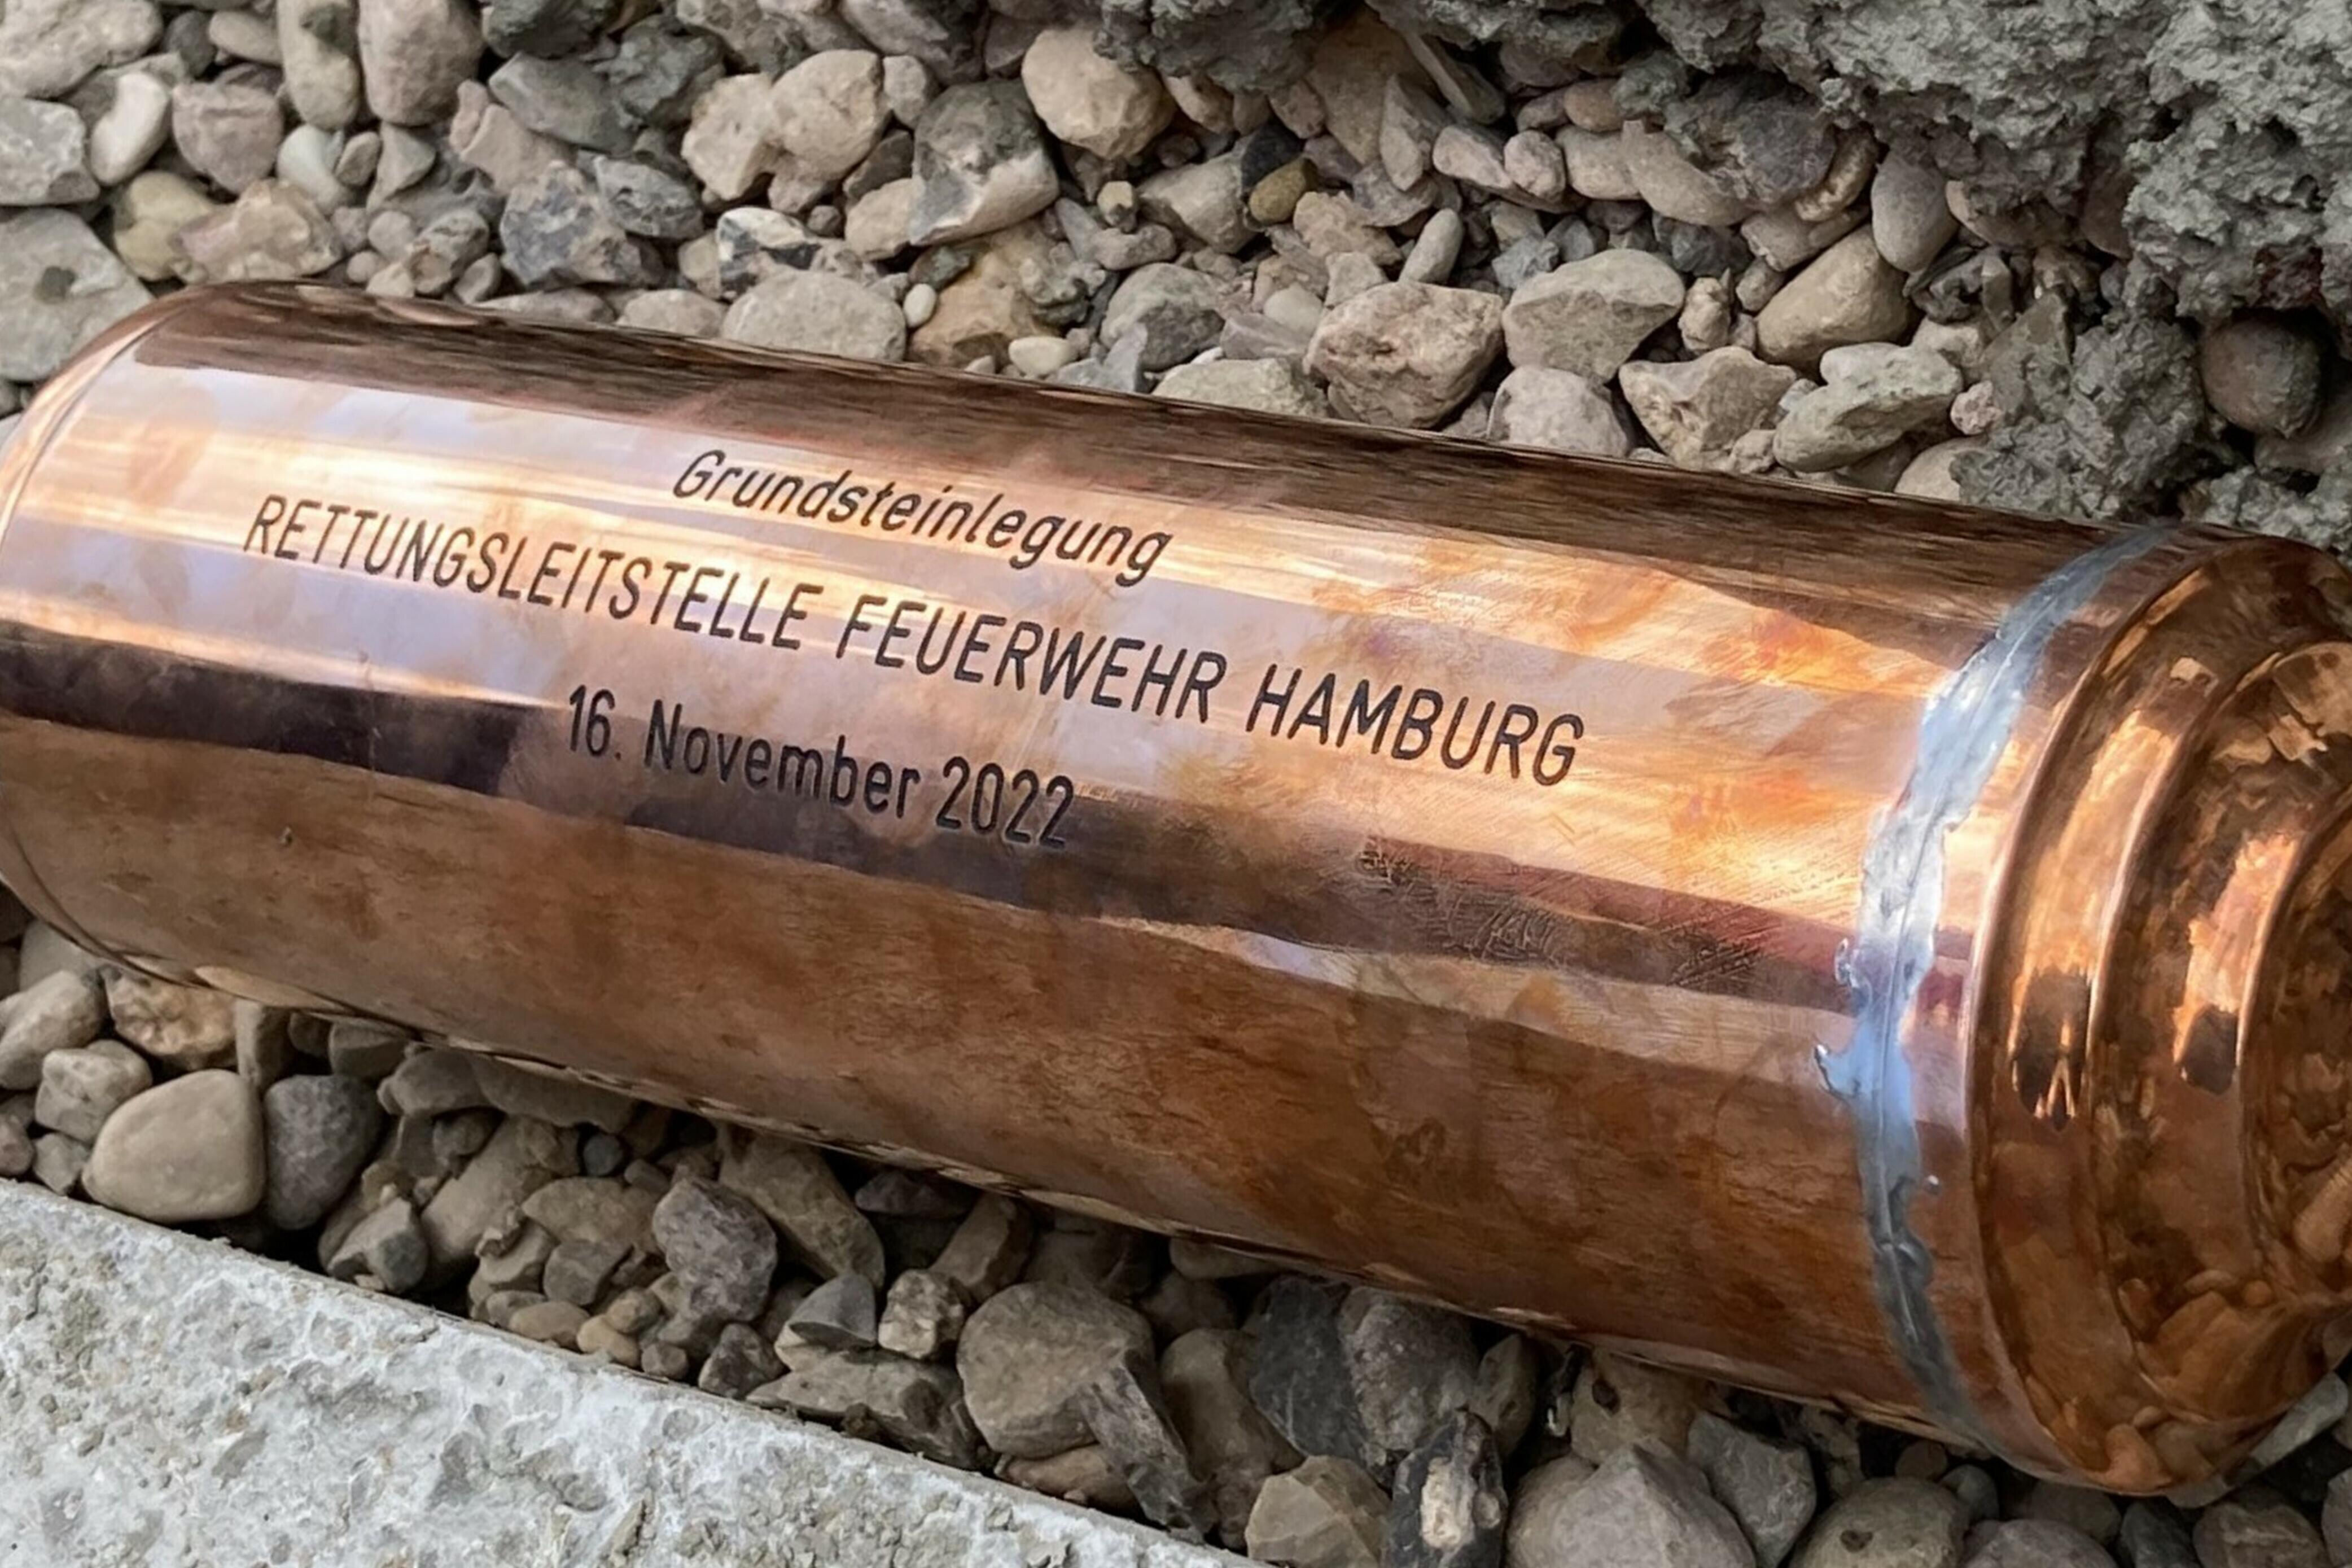 Grundsteinlegung
RETTUNGSLEITSTELLE FEUERWEHR HAMBURG
16. November 2022